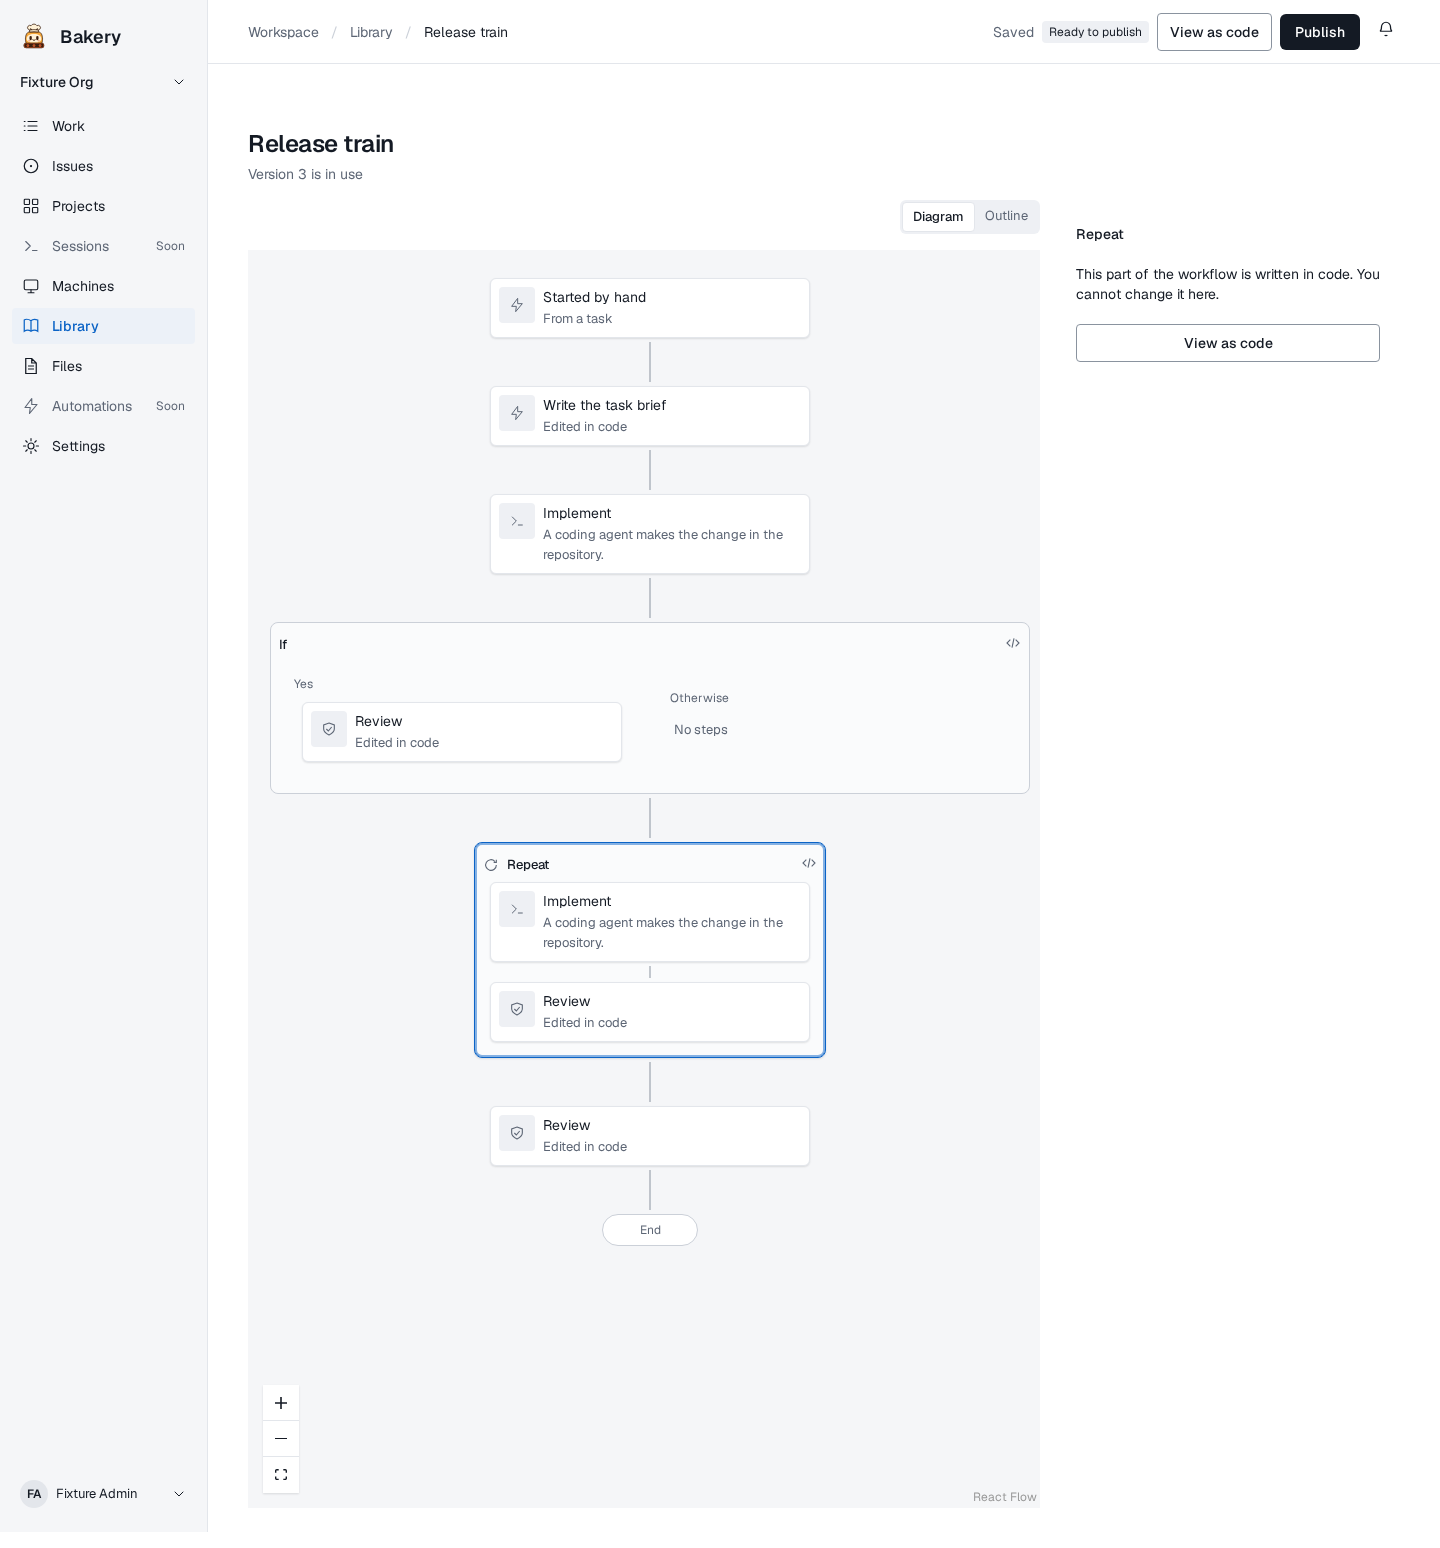 Bakery
Fixture Org
Work
Issues
Projects
Sessions Soon
Machines
Library
Files
Automations Soon
Settings
FA Fixture Admin
Workspace / Library / Release train
Saved Ready to publish View as code Publish
Release train
Version 3 is in use
Diagram Outline
Started by hand
From a task
Write the task brief
Edited in code
Implement
A coding agent makes the change in the
repository.
If
Yes
Review
Edited in code
Otherwise
No steps
Repeat
Implement
A coding agent makes the change in the
repository.
Review
Edited in code
Review
Edited in code
End
React Flow
Repeat
This part of the workflow is written in code. You
cannot change it here.
View as code